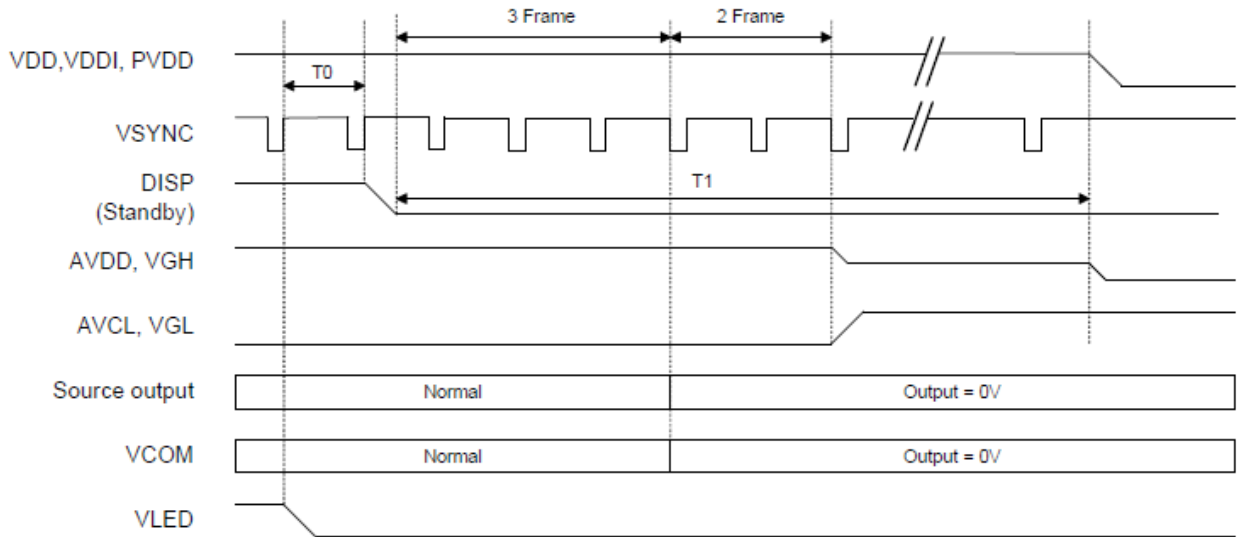 3 Frame 2 Frame
VDD,VDDI, PVDD
T0
VSYNC
DISP
(Standby)
T1
AVDD, VGH
AVCL, VGL
Source output Normal Output = 0V
VCOM Normal Output = 0V
VLED